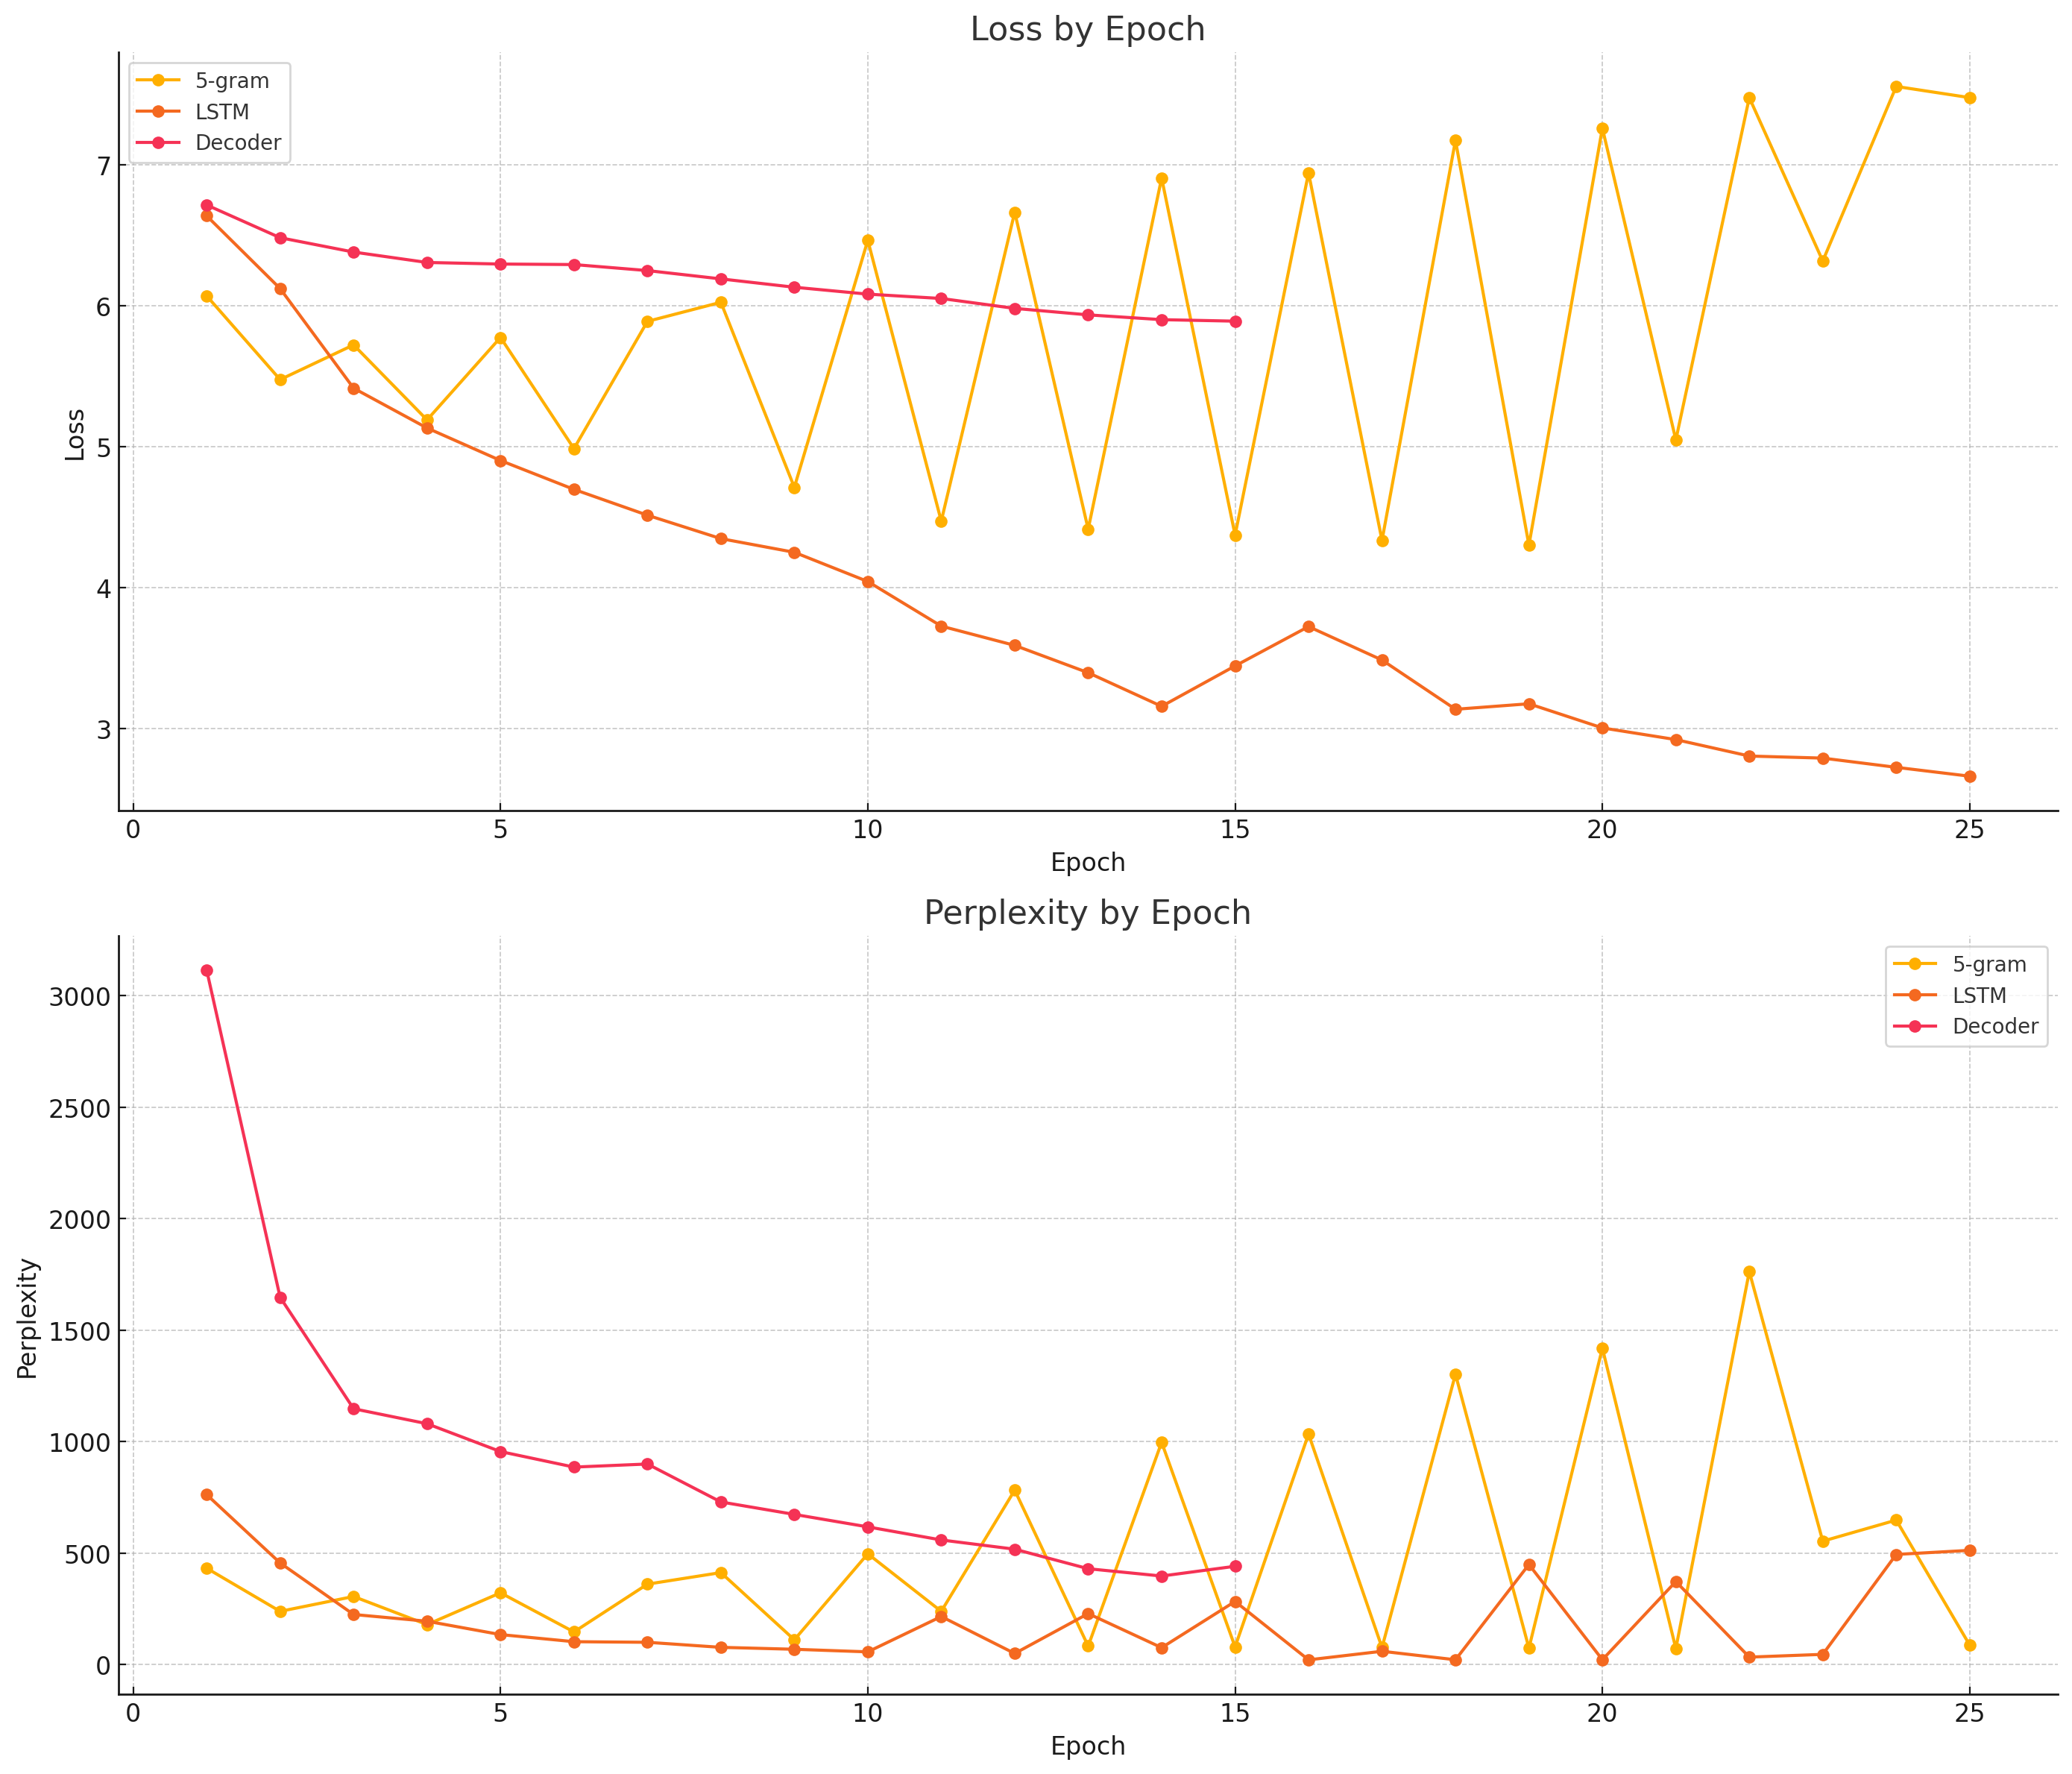 Loss by Epoch
5-gram
LSTM
Decoder
7
6
5
4
3
Loss
0 5 10 15 20 25
Epoch
Perplexity by Epoch
5-gram
LSTM
Decoder
3000
2500
2000
1500
1000
500
0
Perplexity
0 5 10 15 20 25
Epoch